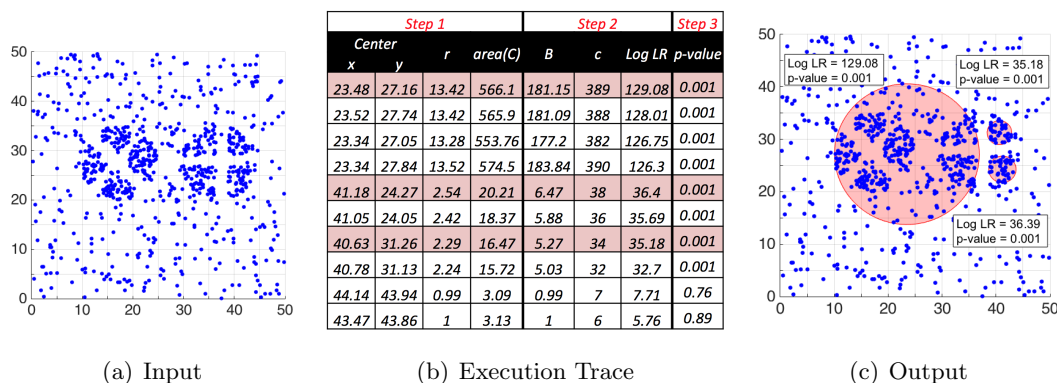 50
40
30
20
10
0
0 10 20 30 40 50
(a) Input
Step 1 Step 2 Step 3
Center
x y r area(C) B c Log LR p-value
23.48 27.16 13.42 566.1 181.15 389 129.08 0.001
23.52 27.74 13.42 565.9 181.09 388 128.01 0.001
23.34 27.05 13.28 553.76 177.2 382 126.75 0.001
23.34 27.84 13.52 574.5 183.84 390 126.3 0.001
41.18 24.27 2.54 20.21 6.47 38 36.4 0.001
41.05 24.05 2.42 18.37 5.88 36 35.69 0.001
40.63 31.26 2.29 16.47 5.27 34 35.18 0.001
40.78 31.13 2.24 15.72 5.03 32 32.7 0.001
44.14 43.94 0.99 3.09 0.99 7 7.71 0.76
43.47 43.86 1 3.13 1 6 5.76 0.89
(b) Execution Trace
50
40
30
20
10
0
0 10 20 30 40 50
Log LR = 129.08
p-value = 0.001
Log LR = 35.18
p-value = 0.001
Log LR = 36.39
p-value = 0.001
(c) Output